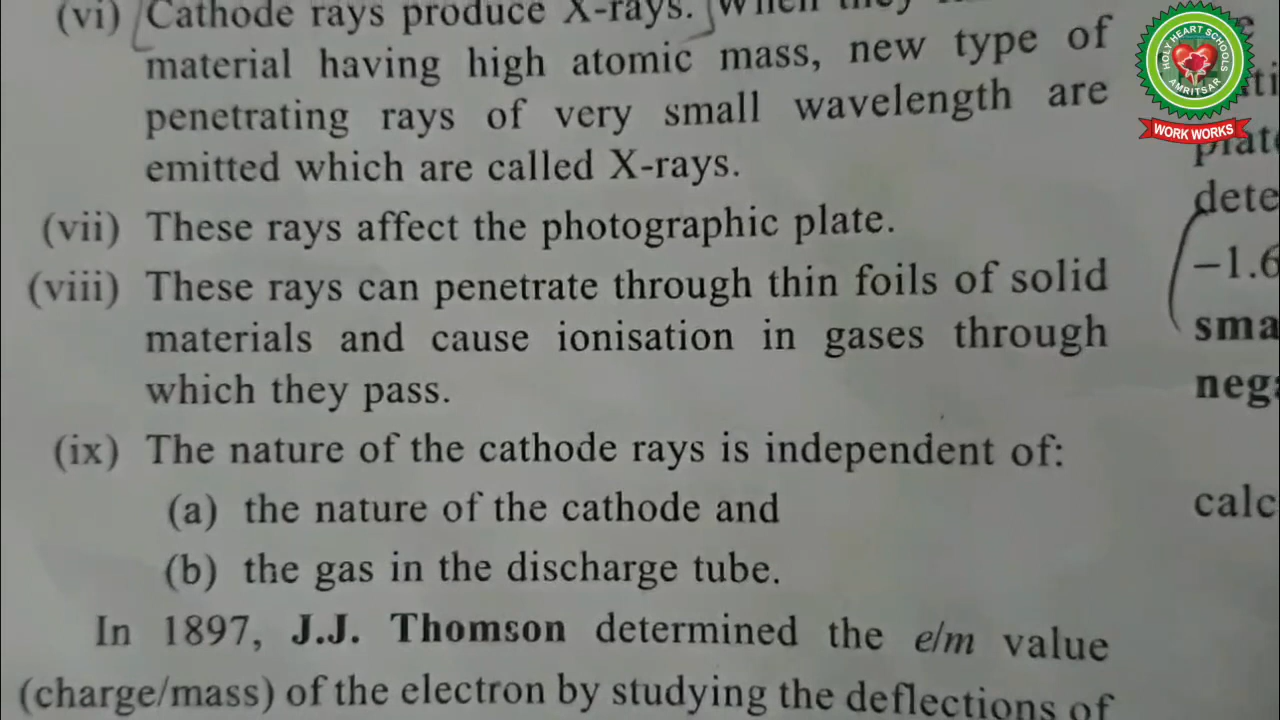 (vi) Cathode rays produce X-rays. When they
material having high atomic mass, new type of
penetrating rays of very small wavelength are
emitted which are called X-rays.
(vii) These rays affect the photographic plate.
(viii) These rays can penetrate through thin foils of solid
materials and cause ionisation in gases through
which they pass.
(ix) The nature of the cathode rays is independent of:
(a) the nature of the cathode and
(b) the gas in the discharge tube.
In 1897, J.J. Thomson determined the e/m value
(charge/mass) of the electron by studying the deflections of
plate
dete
–1.6
sma
neg
calc
HOLY HEART SCHOOLS
AMRITSAR
WORK WORKS